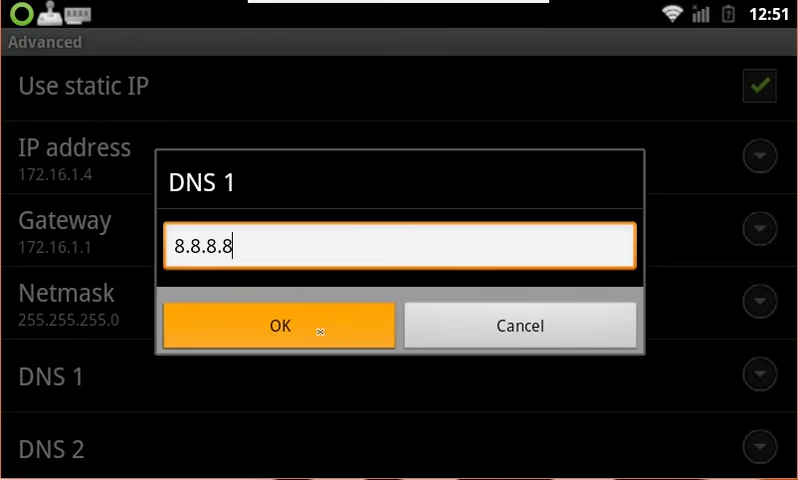 12:51
Advanced
Use static IP
IP address
172.16.1.4
DNS 1
Gateway
172.16.1.1
8.8.8.8
Netmask
255.255.255.0
OK
Cancel
DNS 1
DNS 2